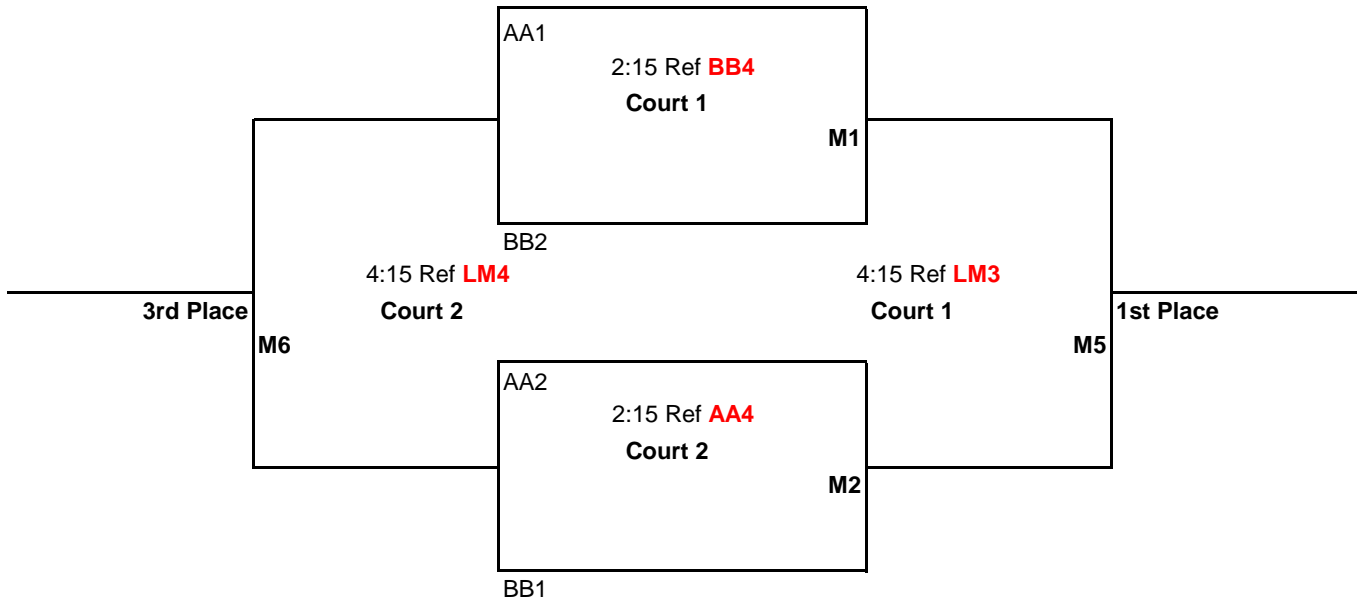 AA1
2:15 Ref BB4
Court 1
M1
BB2
4:15 Ref LM4
Court 2
3rd Place
M6
4:15 Ref LM3
Court 1
1st Place
M5
AA2
2:15 Ref AA4
Court 2
M2
BB1